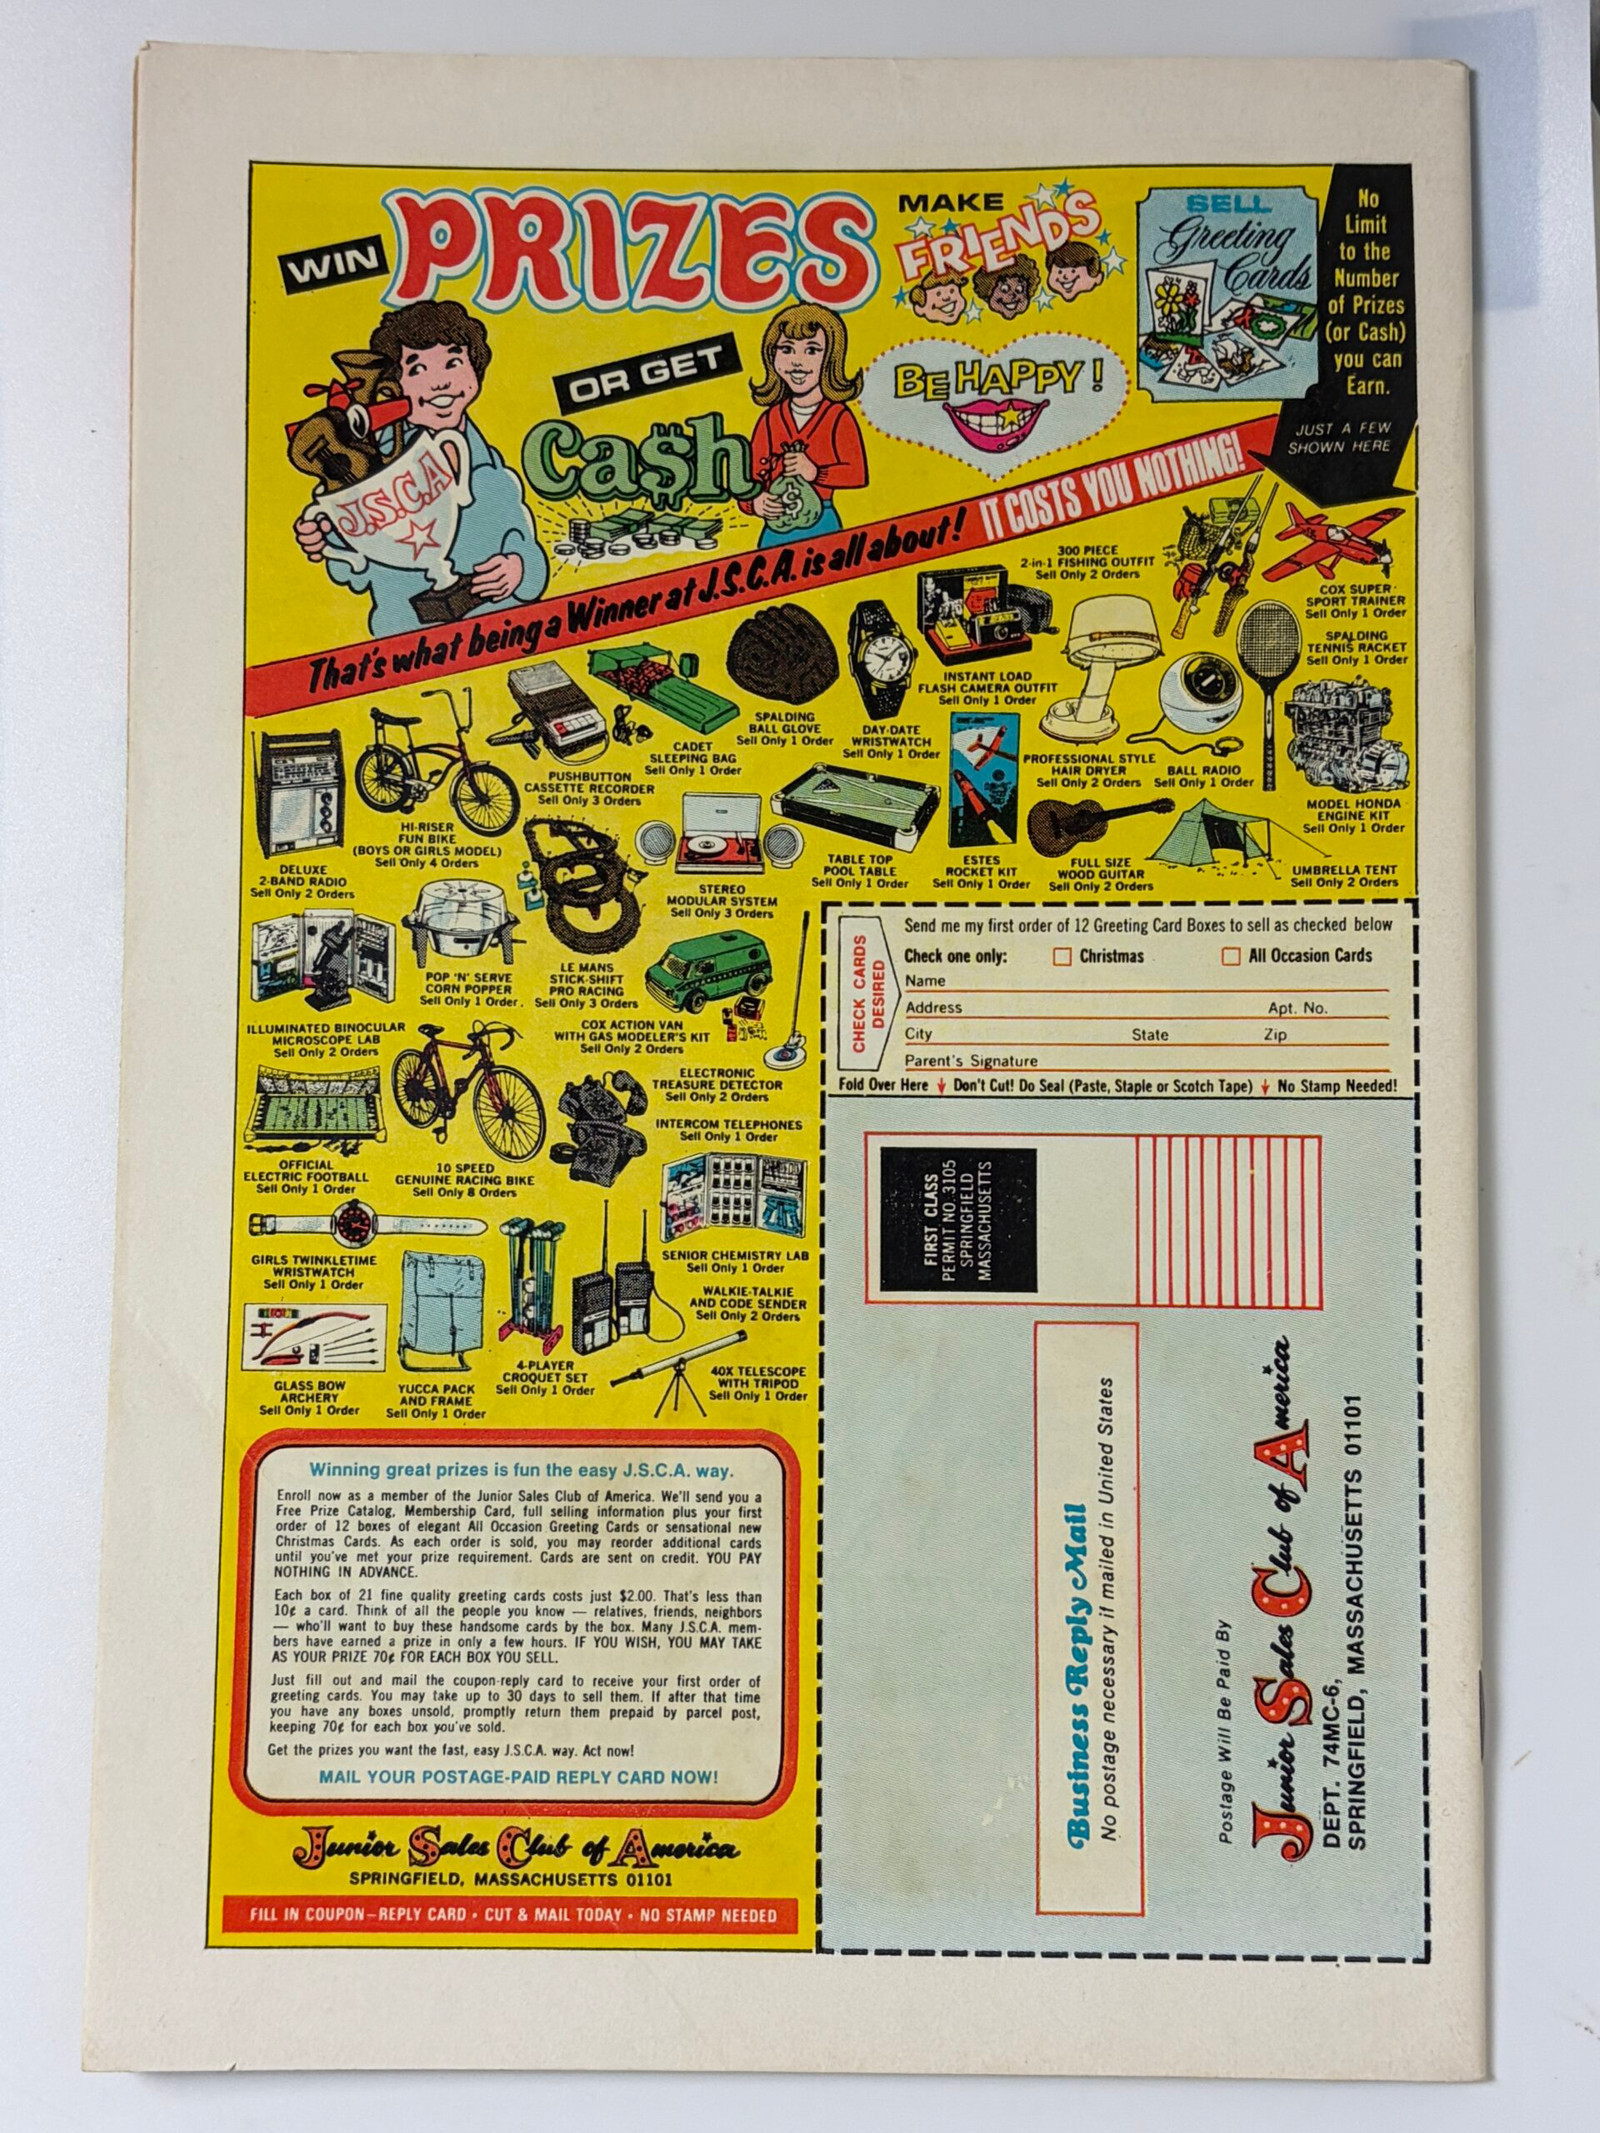 WIN PRIZES
OR GET
Ca$h
MAKE
FRIENDS
BE HAPPY!
SELL
Greeting
Cards
No
Limit
to the
Number
of Prizes
(or Cash)
you can
Earn.
JUST A FEW
SHOWN HERE
J.S.C.A
$
That's what being a Winner at J.S.C.A. is all about! IT COSTS YOU NOTHING!
300 PIECE
2-in-1 FISHING OUTFIT
Sell Only 2 Orders
COX SUPER
SPORT TRAINER
Sell Only 1 Order
SPALDING
TENNIS RACKET
Sell Only 1 Order
INSTANT LOAD
FLASH CAMERA OUTFIT
Sell Only 1 Order
SPALDING
BALL GLOVE
Sell Only 1 Order
DAY-DATE
WRISTWATCH
Sell Only 1 Order
CADET
SLEEPING BAG
Sell Only 1 Order
PUSHBUTTON
CASSETTE RECORDER
Sell Only 3 Orders
PROFESSIONAL STYLE
HAIR DRYER
Sell Only 2 Orders
BALL RADIO
Sell Only 1 Order
MODEL HONDA
ENGINE KIT
Sell Only 1 Order
HI-RISER
FUN BIKE
(BOYS OR GIRLS MODEL)
Sell Only 4 Orders
DELUXE
2-BAND RADIO
Sell Only 2 Orders
STEREO
MODULAR SYSTEM
Sell Only 3 Orders
TABLE TOP
POOL TABLE
Sell Only 1 Order
ESTES
ROCKET KIT
Sell Only 1 Order
FULL SIZE
WOOD GUITAR
Sell Only 2 Orders
UMBRELLA TENT
Sell Only 2 Orders
POP 'N' SERVE
CORN POPPER
Sell Only 1 Order.
LE MANS
STICK-SHIFT
PRO RACING
Sell Only 3 Orders
ILLUMINATED BINOCULAR
MICROSCOPE LAB
Sell Only 2 Orders
COX ACTION VAN
WITH GAS MODELER'S KIT
Sell Only 2 Orders
ELECTRONIC
TREASURE DETECTOR
Sell Only 2 Orders
INTERCOM TELEPHONES
Sell Only 1 Order
OFFICIAL
ELECTRIC FOOTBALL
Sell Only 1 Order
10 SPEED
GENUINE RACING BIKE
Sell Only 8 Orders
GIRLS TWINKLETIME
WRISTWATCH
Sell Only 1 Order
SENIOR CHEMISTRY LAB
Sell Only 1 Order
WALKIE-TALKIE
AND CODE SENDER
Sell Only 2 Orders
GLASS BOW
ARCHERY
Sell Only 1 Order
YUCCA PACK
AND FRAME
Sell Only 1 Order
4-PLAYER
CROQUET SET
Sell Only 1 Order
40X TELESCOPE
WITH TRIPOD
Sell Only 1 Order
Winning great prizes is fun the easy J.S.C.A. way.
Enroll now as a member of the Junior Sales Club of America. We'll send you a
Free Prize Catalog, Membership Card, full selling information plus your first
order of 12 boxes of elegant All Occasion Greeting Cards or sensational new
Christmas Cards. As each order is sold, you may reorder additional cards
until you've met your prize requirement. Cards are sent on credit. YOU PAY
NOTHING IN ADVANCE.
Each box of 21 fine quality greeting cards costs just $2.00. That's less than
10¢ a card. Think of all the people you know — relatives, friends, neighbors
— who'll want to buy these handsome cards by the box. Many J.S.C.A. mem-
bers have earned a prize in only a few hours. IF YOU WISH, YOU MAY TAKE
AS YOUR PRIZE 70¢ FOR EACH BOX YOU SELL.
Just fill out and mail the coupon-reply card to receive your first order of
greeting cards. You may take up to 30 days to sell them. If after that time
you have any boxes unsold, promptly return them prepaid by parcel post,
keeping 70¢ for each box you've sold.
Get the prizes you want the fast, easy J.S.C.A. way. Act now!
MAIL YOUR POSTAGE-PAID REPLY CARD NOW!
Junior Sales Club of America
SPRINGFIELD, MASSACHUSETTS 01101
FILL IN COUPON—REPLY CARD • CUT & MAIL TODAY • NO STAMP NEEDED
CHECK CARDS
DESIRED
Send me my first order of 12 Greeting Card Boxes to sell as checked below
Check one only: Christmas All Occasion Cards
Name
Address Apt. No.
City State Zip
Parent's Signature
Fold Over Here Don't Cut! Do Seal (Paste, Staple or Scotch Tape) No Stamp Needed!
FIRST CLASS
PERMIT NO. 3105
SPRINGFIELD
MASSACHUSETTS
Business Reply Mail
No postage necessary if mailed in United States
Postage Will Be Paid By
Junior Sales Club of America
DEPT. 74MC-6,
SPRINGFIELD, MASSACHUSETTS 01101